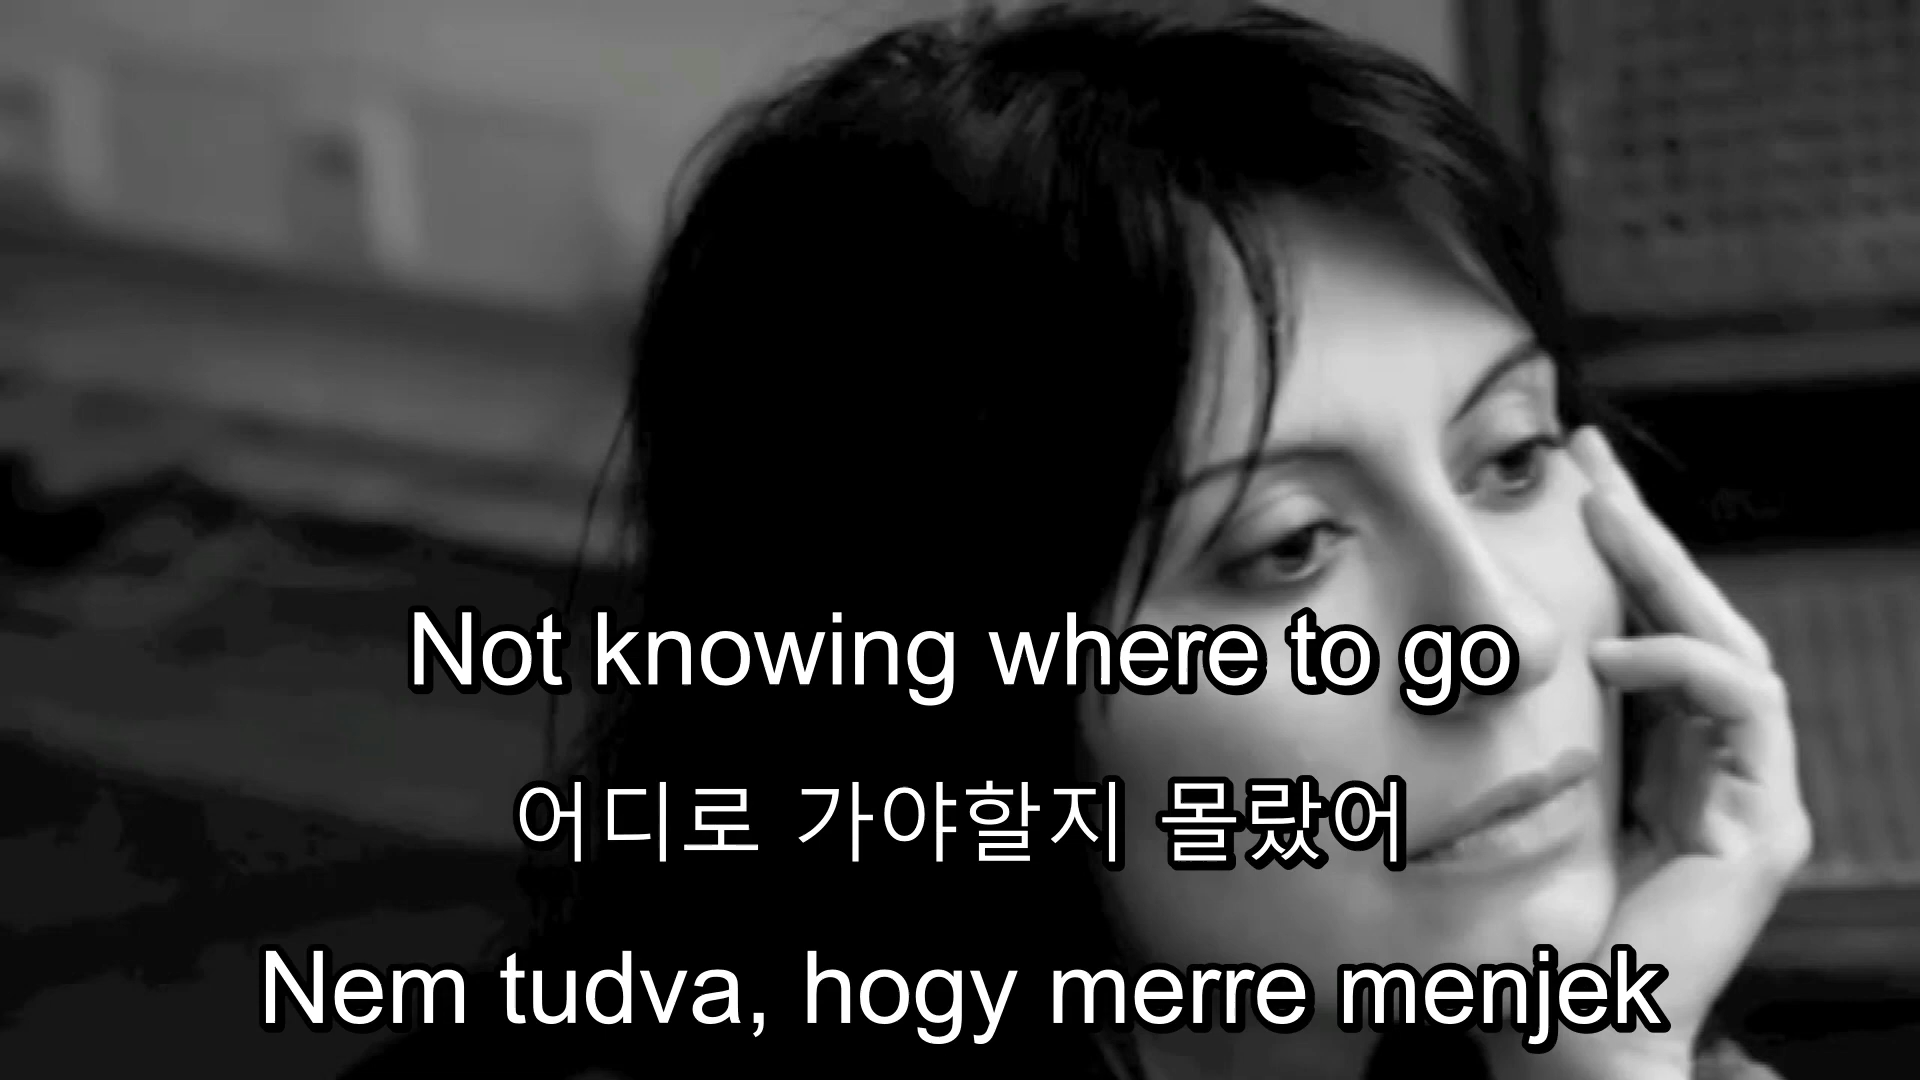 Not knowing where to go
어디로 가야할지 몰랐어
Nem tudva, hogy merre menjek